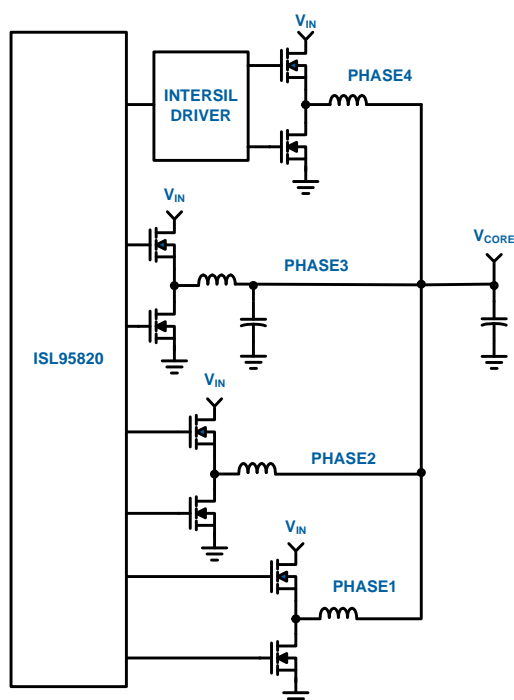 VIN
PHASE4
INTERSIL
DRIVER
VIN
VCORE
PHASE3
ISL95820
VIN
PHASE2
VIN
PHASE1